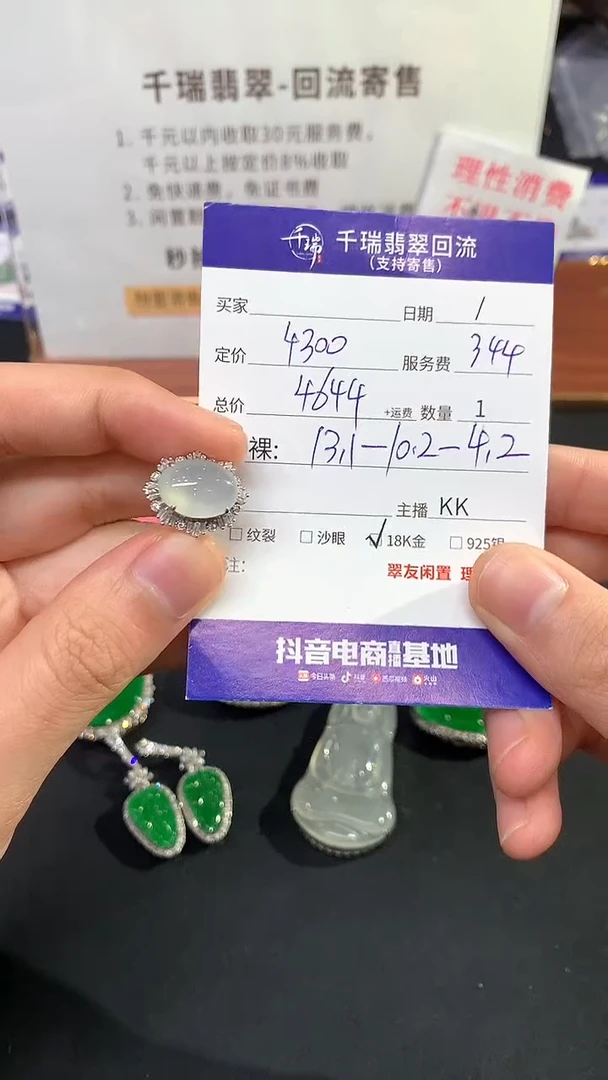 千瑞翡翠-回流寄售
1. 千元以内收取30元服务费，
千元以上按定价8%收取
2. 免快递费，免证书费
3.
理性消费
千瑞
千瑞翡翠回流
(支持寄售)
买家 日期 /
定价 4300 服务费 344
总价 4644 +运费 数量 1
裸: 13.1-10.2-4.2
主播 KK
□ 纹裂 □ 沙眼 √ 18K金 □ 925银
注: 翠友闲置 理
抖音电商直播基地
今日头条 抖音 西瓜视频 火山